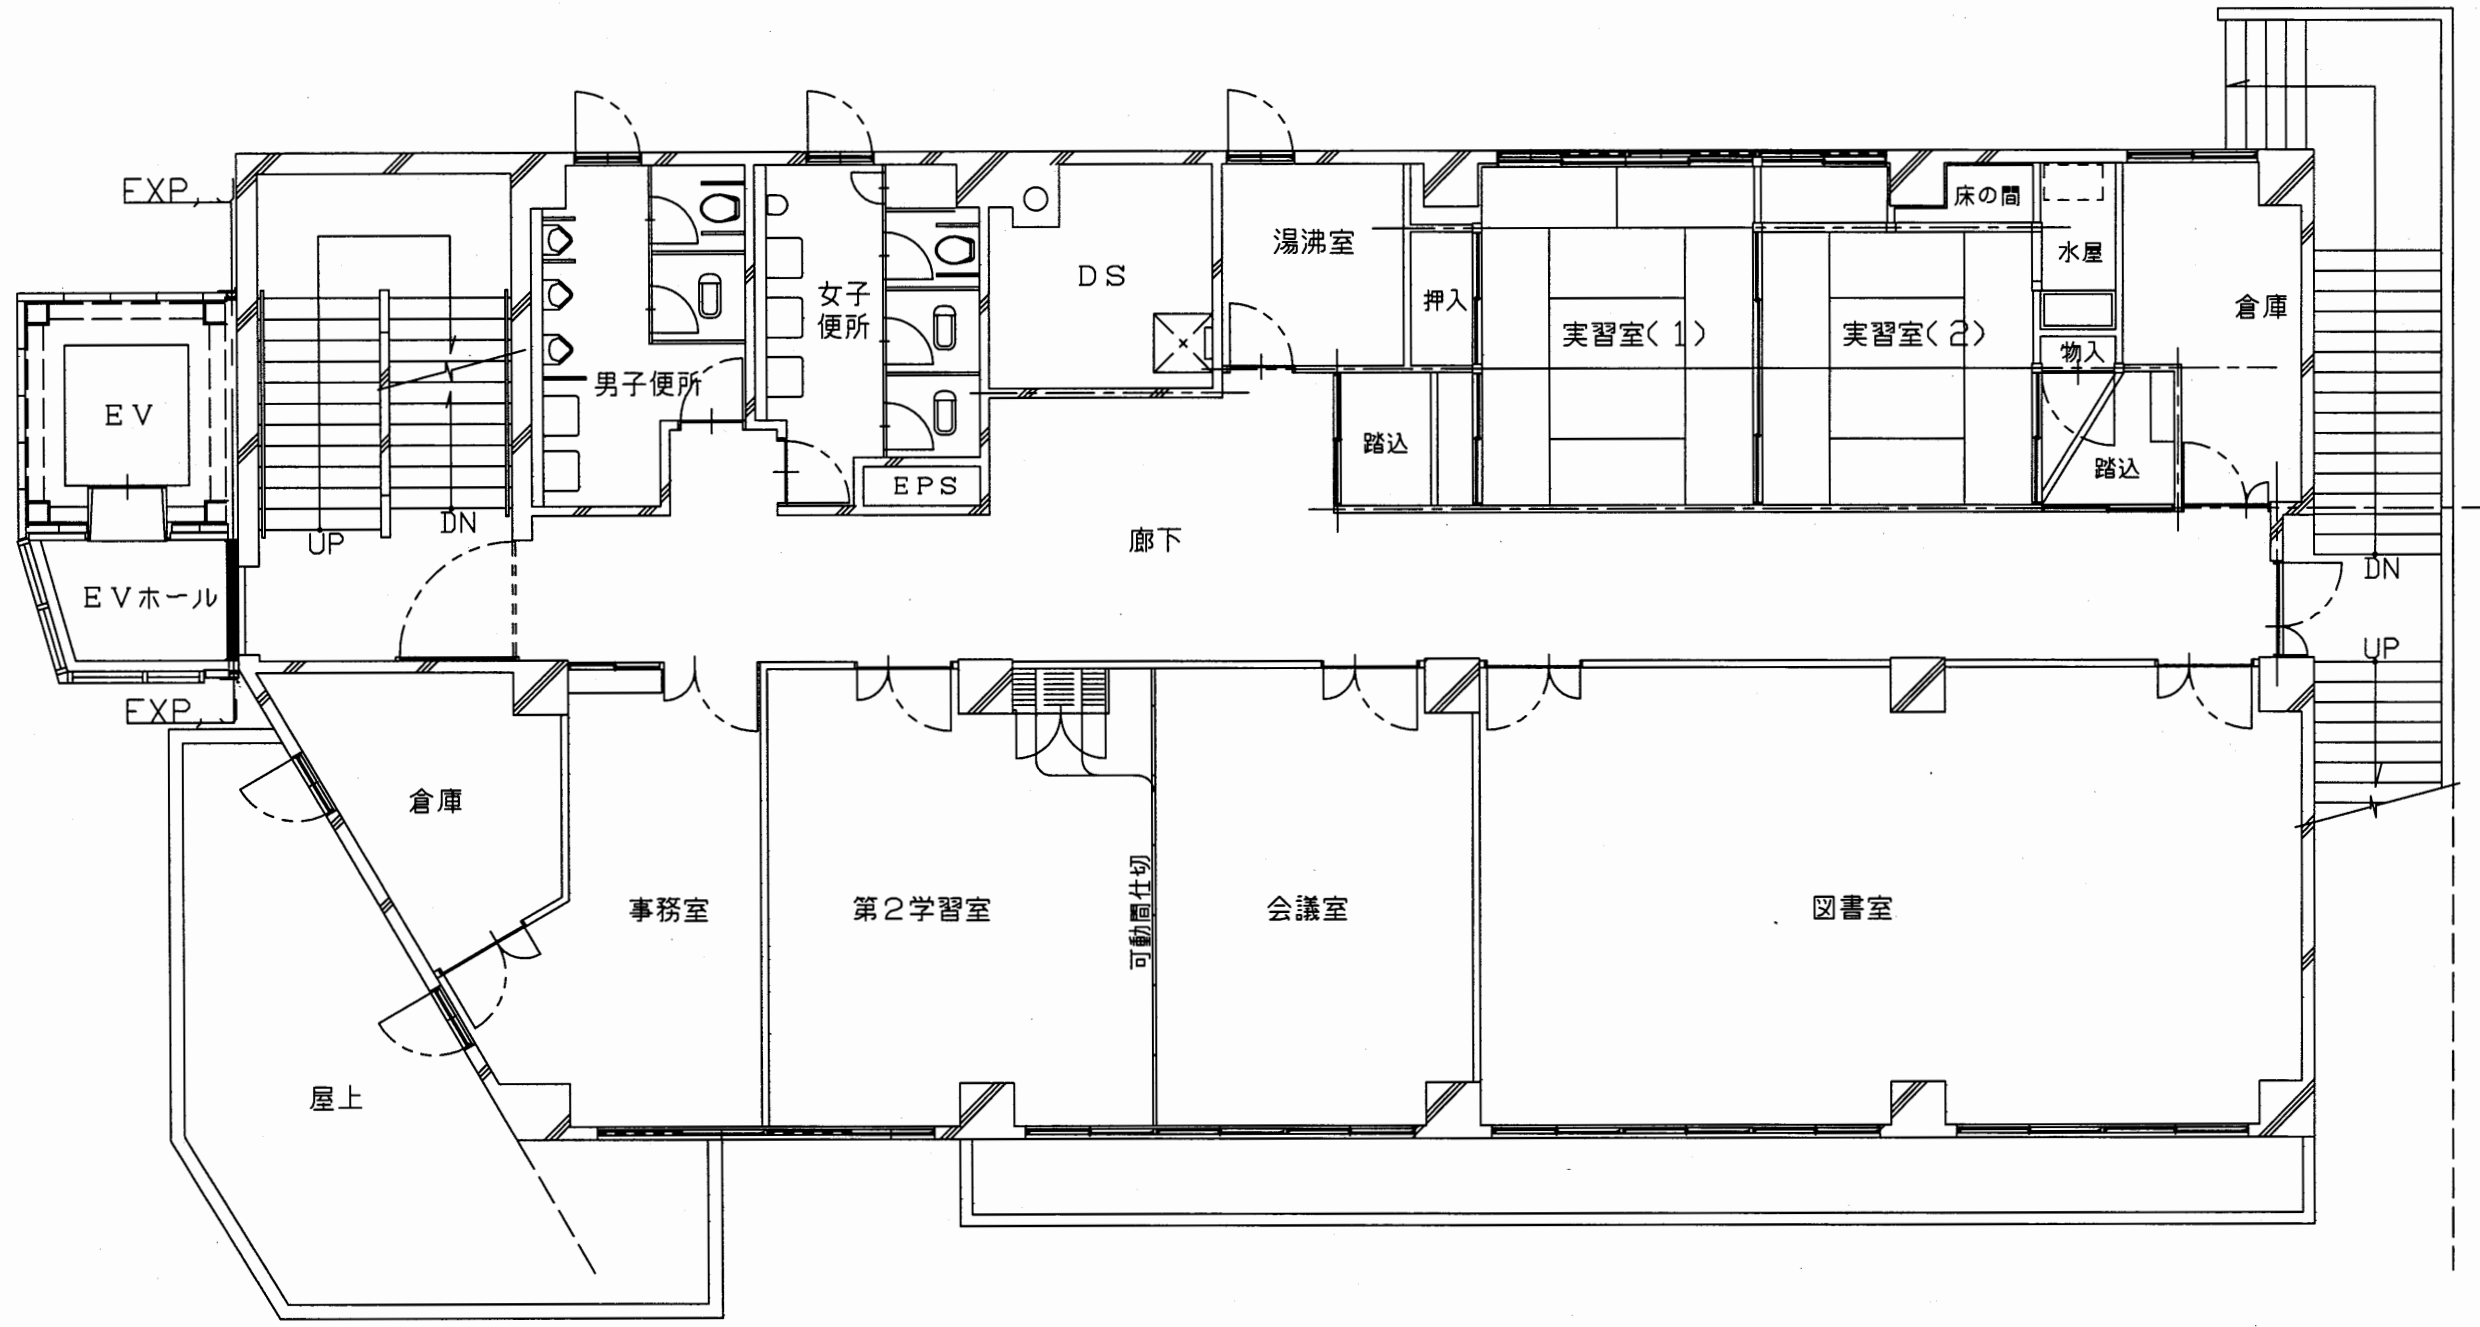 EXP
床の間
湯沸室
水屋
DS
女子
便所
押入
倉庫
実習室(1)
実習室(2)
物入
男子便所
EV
踏込
踏込
EPS
DN
UP
廊下
DN
EVホール
UP
EXP
倉庫
事務室
第2学習室
可動間仕切
会議室
図書室
屋上